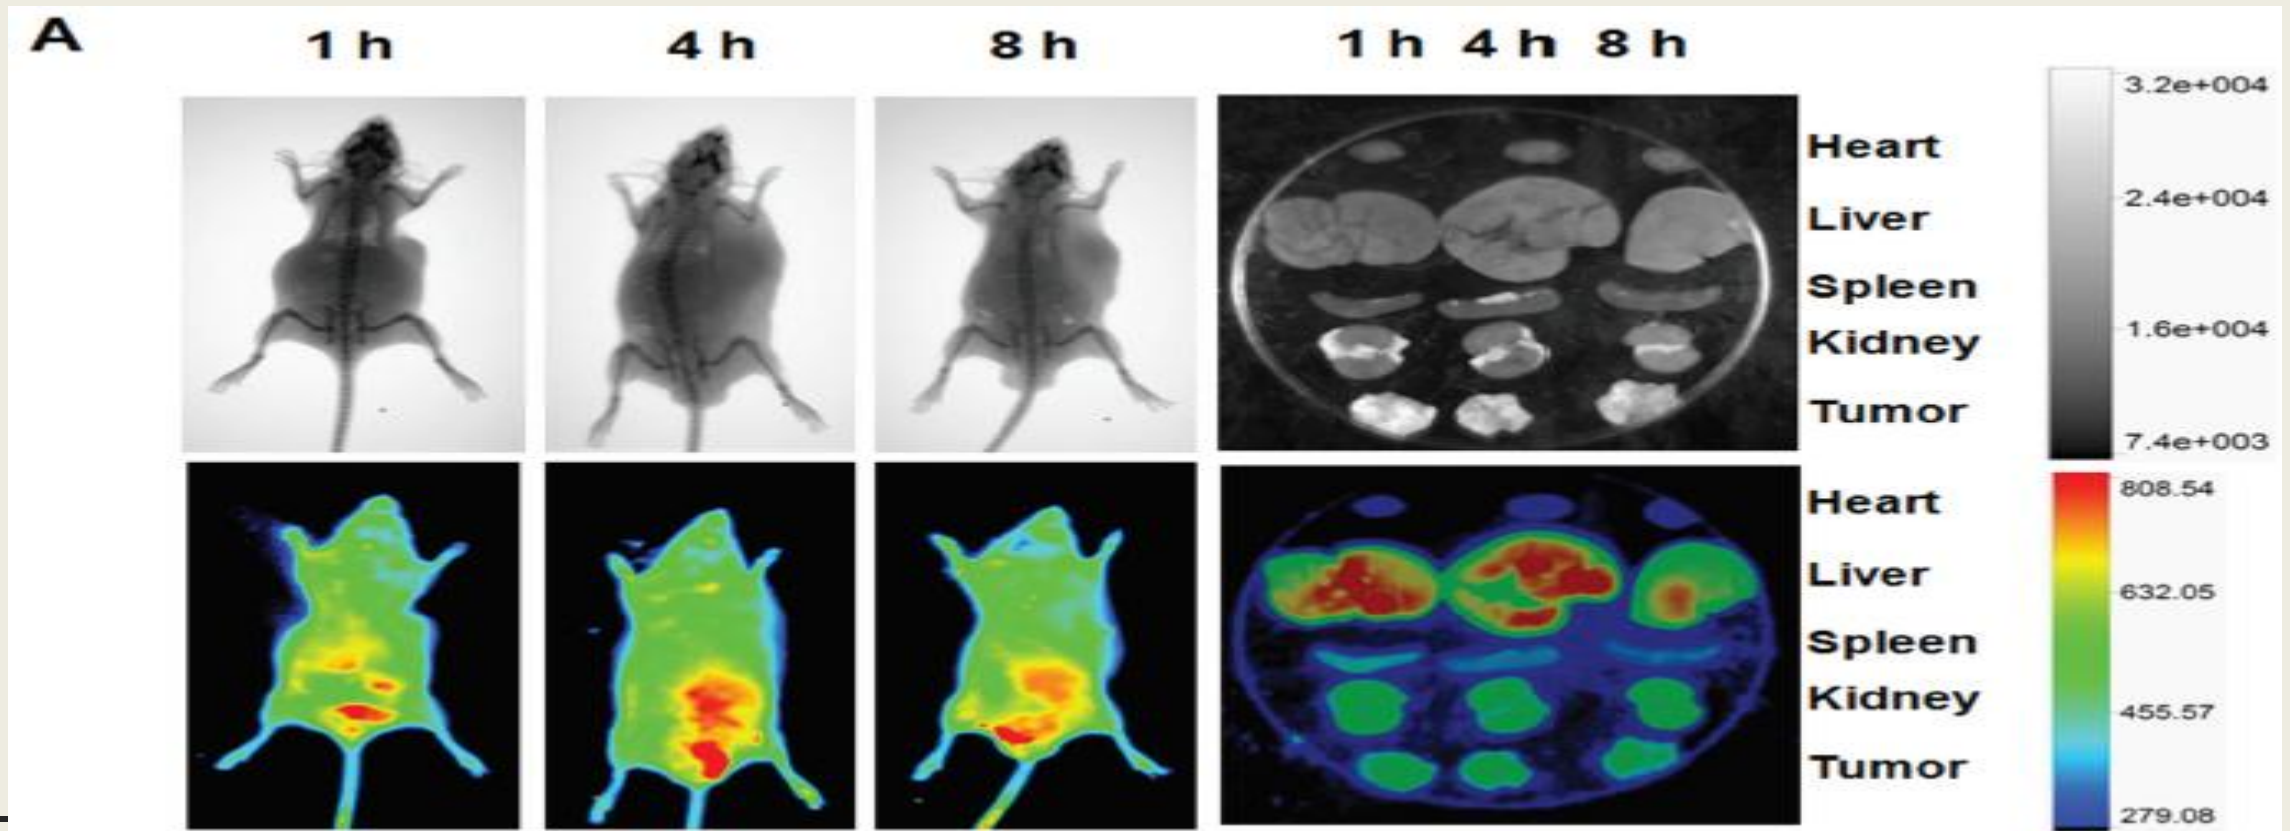 A
1 h 4 h 8 h 1 h 4 h 8 h
3.2e+004
Heart
2.4e+004
Liver
Spleen
1.6e+004
Kidney
Tumor
7.4e+003
808.54
Heart
Liver
632.05
Spleen
Kidney
455.57
Tumor
279.08